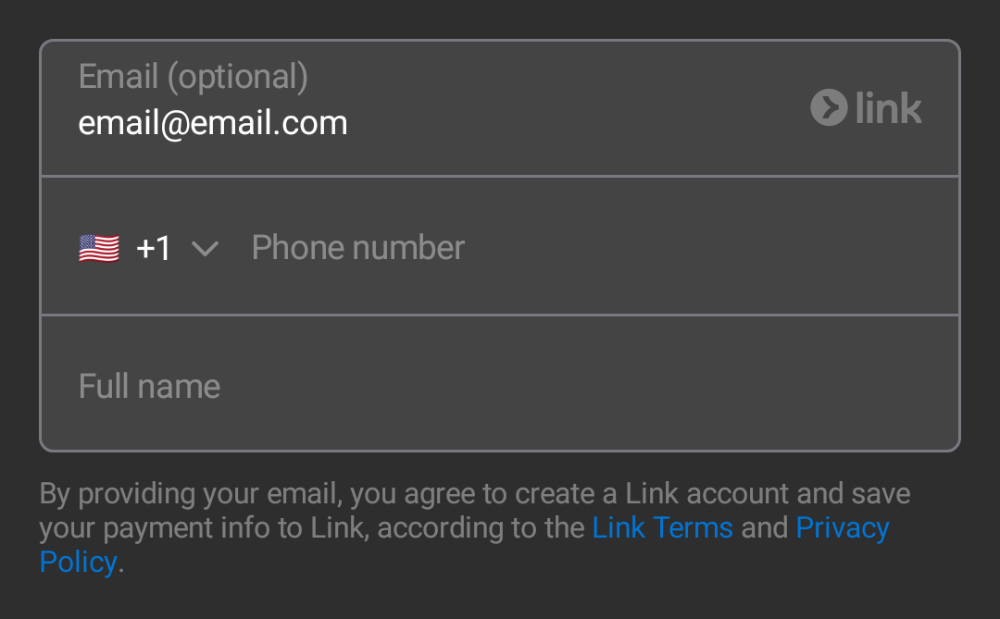 Email (optional)
email@email.com
link
+1 Phone number
Full name
By providing your email, you agree to create a Link account and save
your payment info to Link, according to the Link Terms and Privacy
Policy.